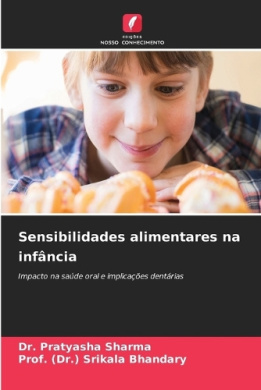 edições
NOSSO CONHECIMENTO
Sensibilidades alimentares na
infância
Impacto na saúde oral e implicações dentárias
Dr. Pratyasha Sharma
Prof. (Dr.) Srikala Bhandary